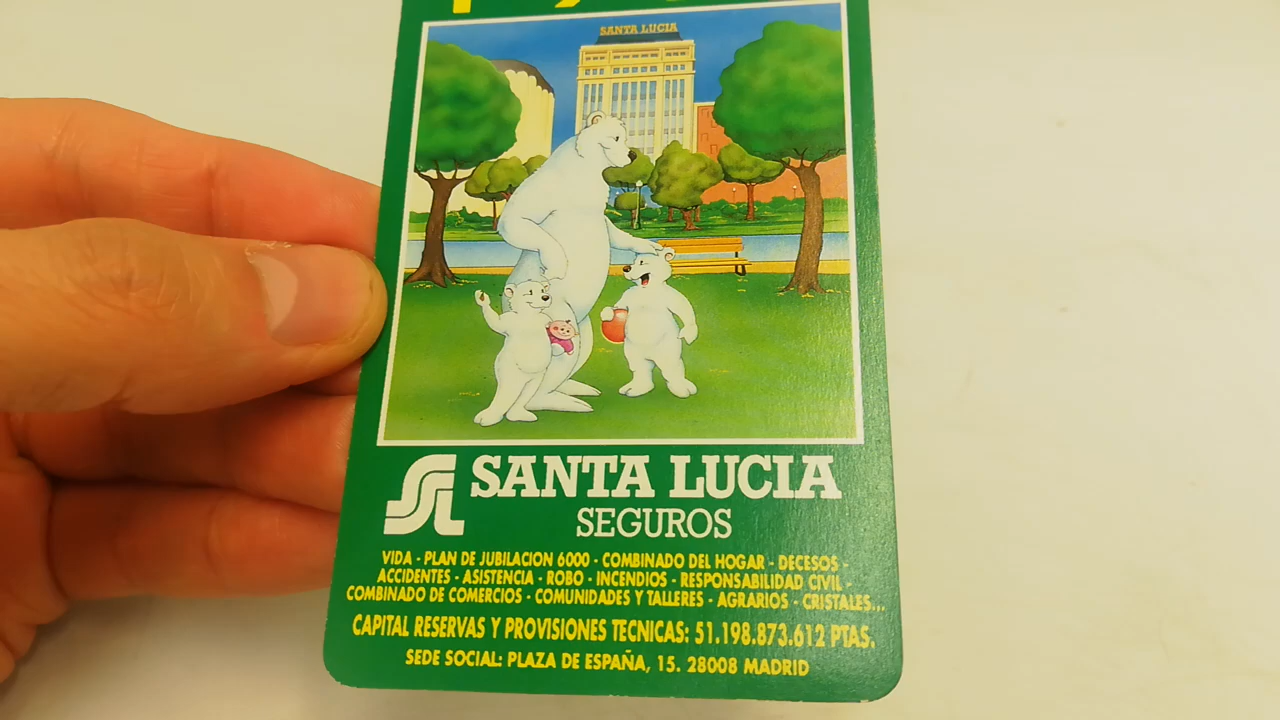 SANTA LUCIA
SANTA LUCIA
SEGUROS
VIDA - PLAN DE JUBILACION 6000 - COMBINADO DEL HOGAR - DECESOS -
ACCIDENTES - ASISTENCIA - ROBO - INCENDIOS - RESPONSABILIDAD CIVIL -
COMBINADO DE COMERCIOS - COMUNIDADES Y TALLERES - AGRARIOS - CRISTALES...
CAPITAL RESERVAS Y PROVISIONES TECNICAS: 51.198.873.612 PTAS.
SEDE SOCIAL: PLAZA DE ESPAÑA, 15. 28008 MADRID